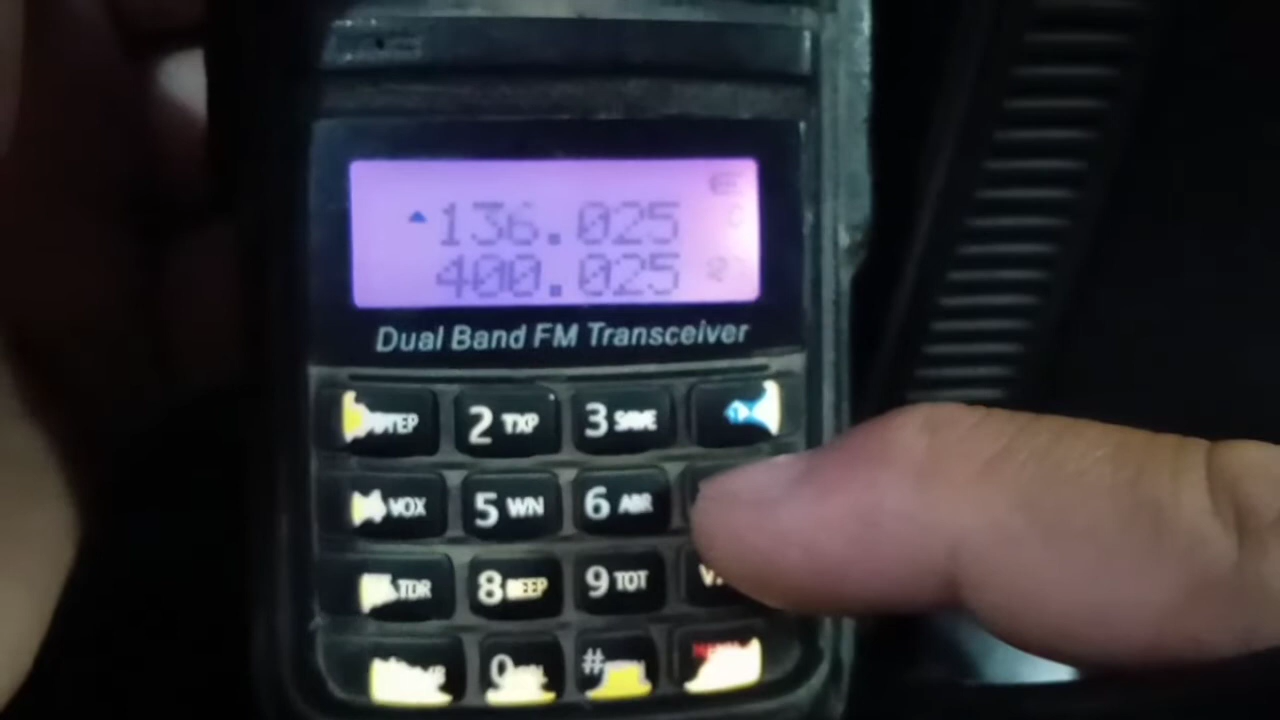 136.025
400.025
Dual Band FM Transceiver
2 TXP 3 SAVE
VOX 5 WN 6 ABR
TDR 8 BEEP 9 TOT
0 #